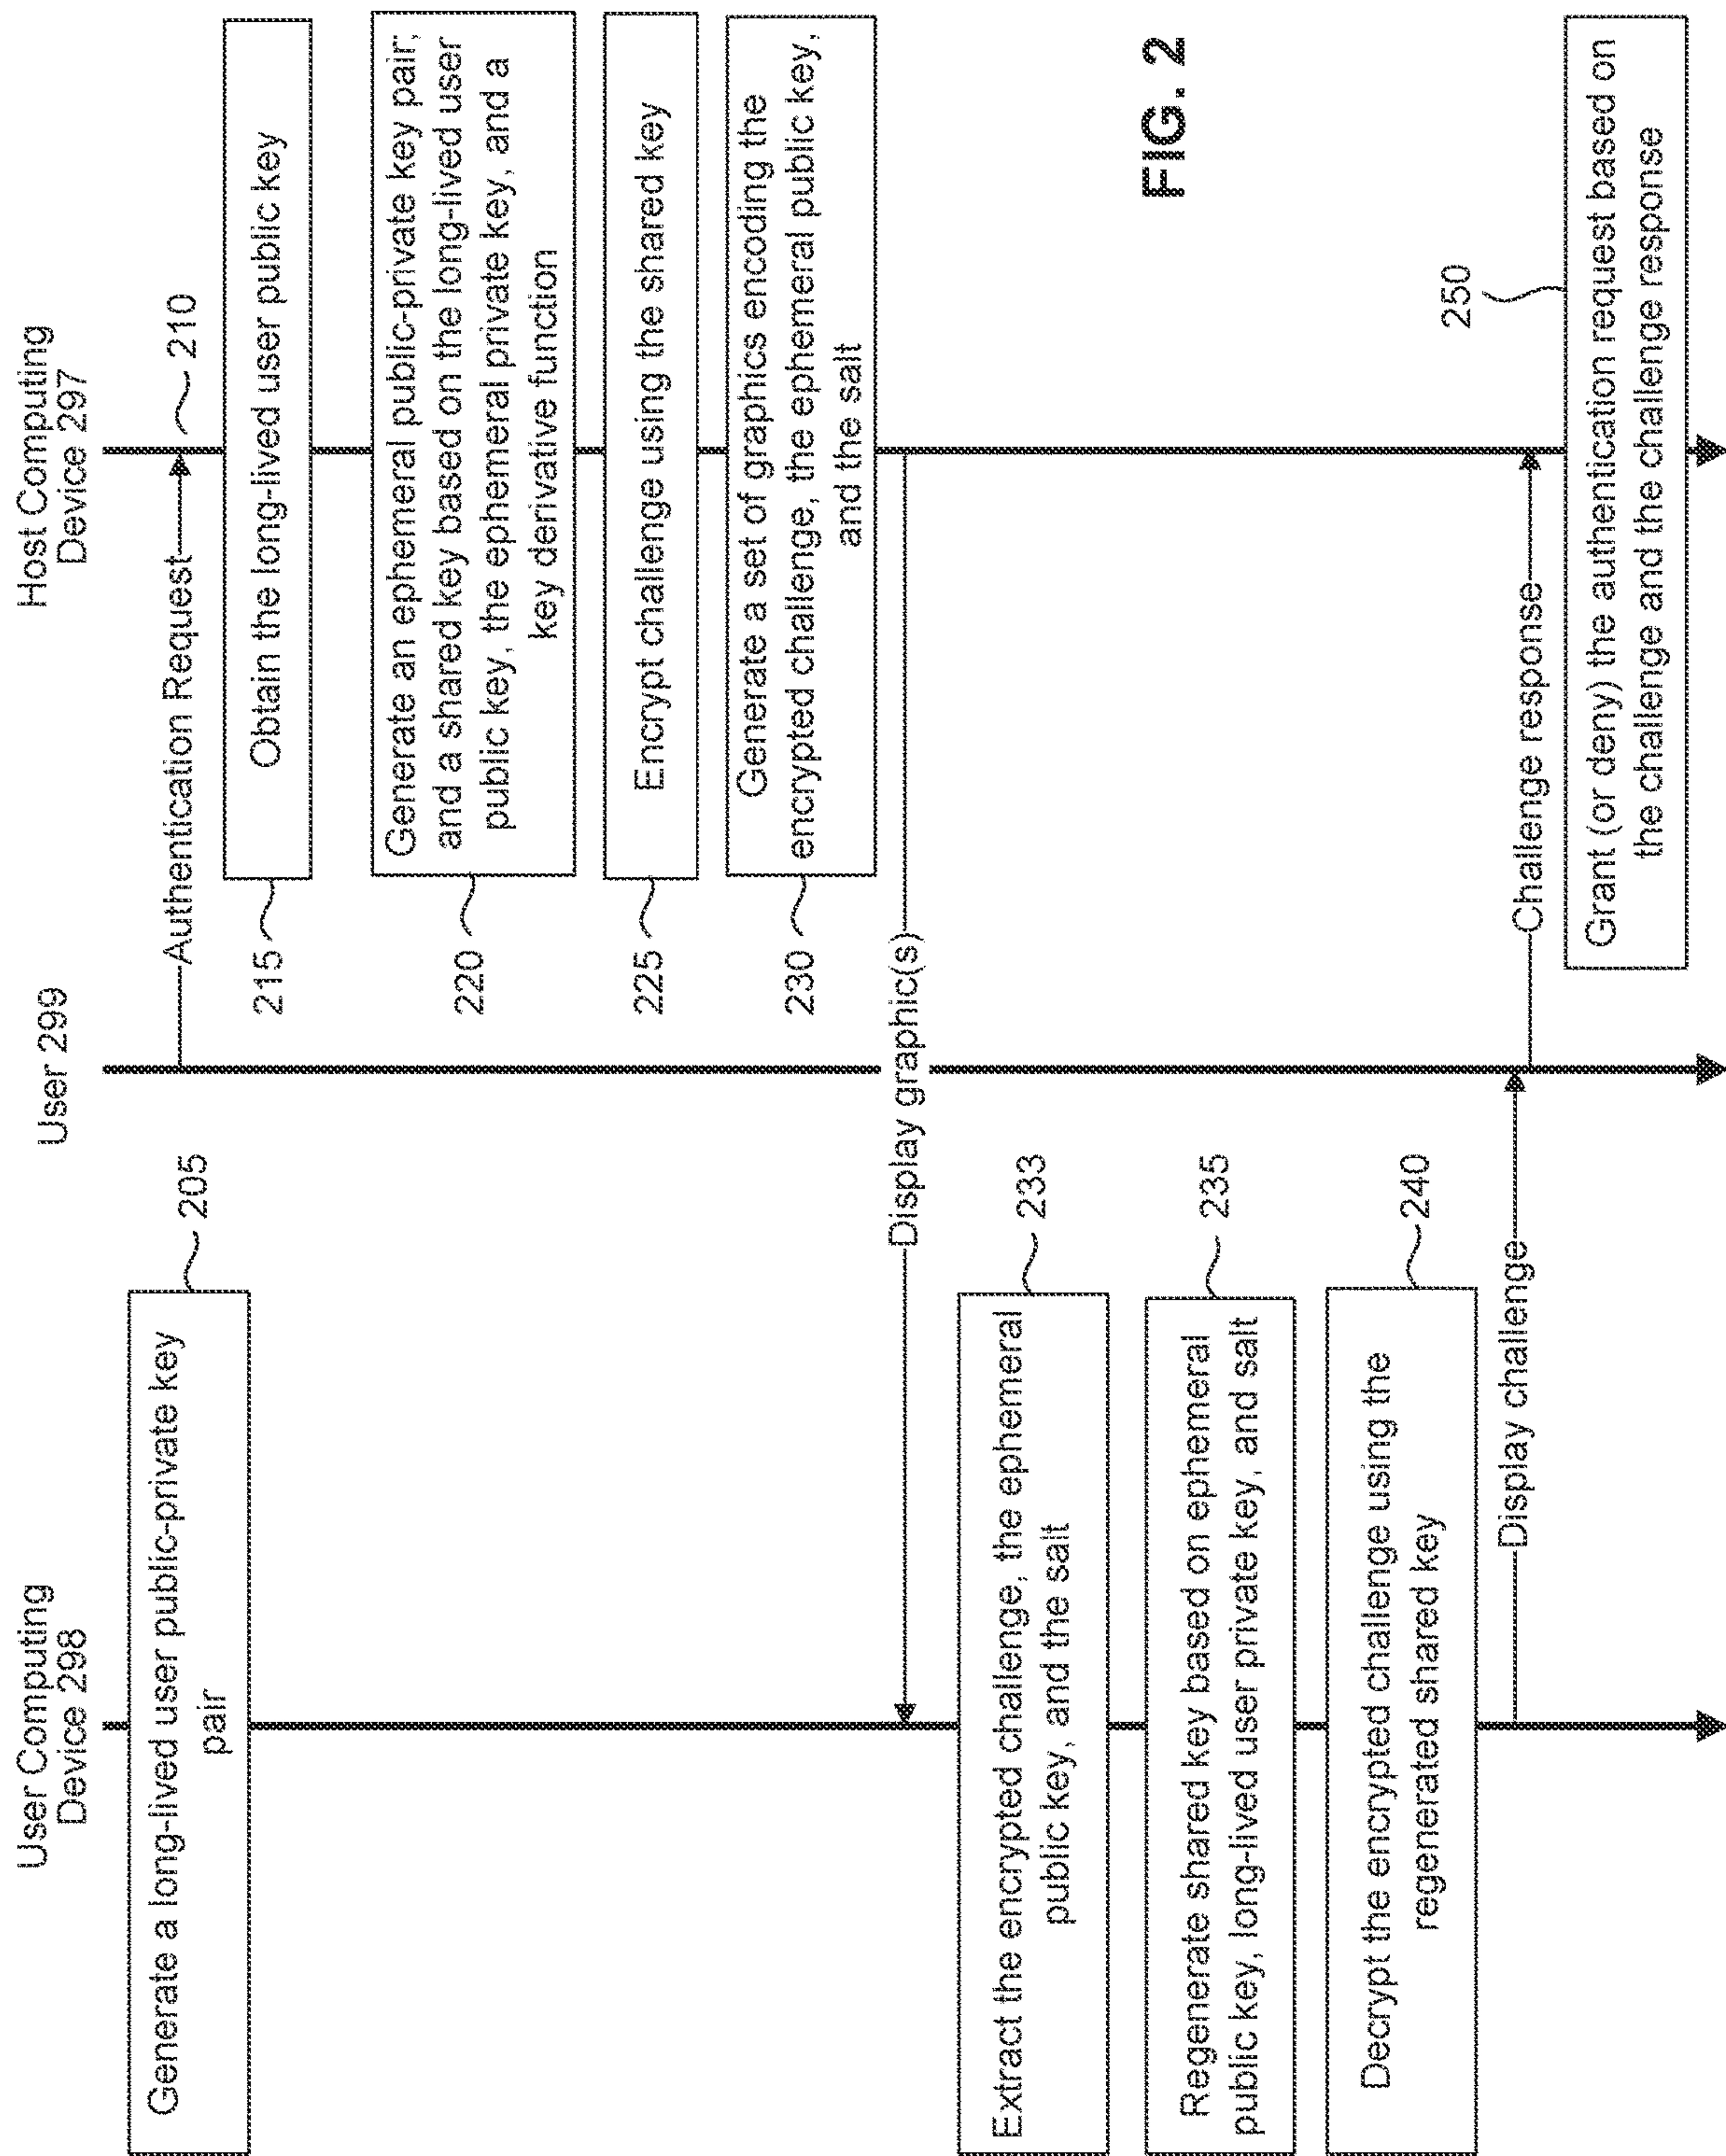 User Computing
Device 298
User 299
Host Computing
Device 297
Generate a long-lived user public-private key
pair
205
Authentication Request
210
Obtain the long-lived user public key
215
Generate an ephemeral public-private key pair;
and a shared key based on the long-lived user
public key, the ephemeral private key, and a
key derivative function
220
Encrypt challenge using the shared key
225
Generate a set of graphics encoding the
encrypted challenge, the ephemeral public key,
and the salt
230
Display graphic(s)
Extract the encrypted challenge, the ephemeral
public key, and the salt
233
Regenerate shared key based on ephemeral
public key, long-lived user private key, and salt
235
Decrypt the encrypted challenge using the
regenerated shared key
240
Display challenge
Challenge response
250
Grant (or deny) the authentication request based on
the challenge and the challenge response
FIG. 2